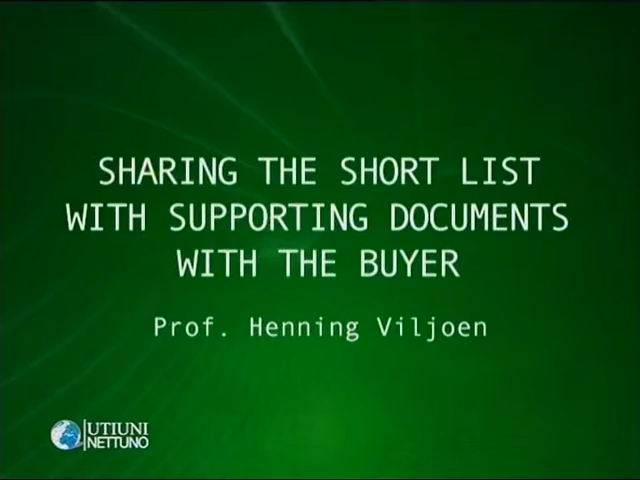 SHARING THE SHORT LIST
WITH SUPPORTING DOCUMENTS
WITH THE BUYER
Prof. Henning Viljoen
UTIUNI
NETTUNO